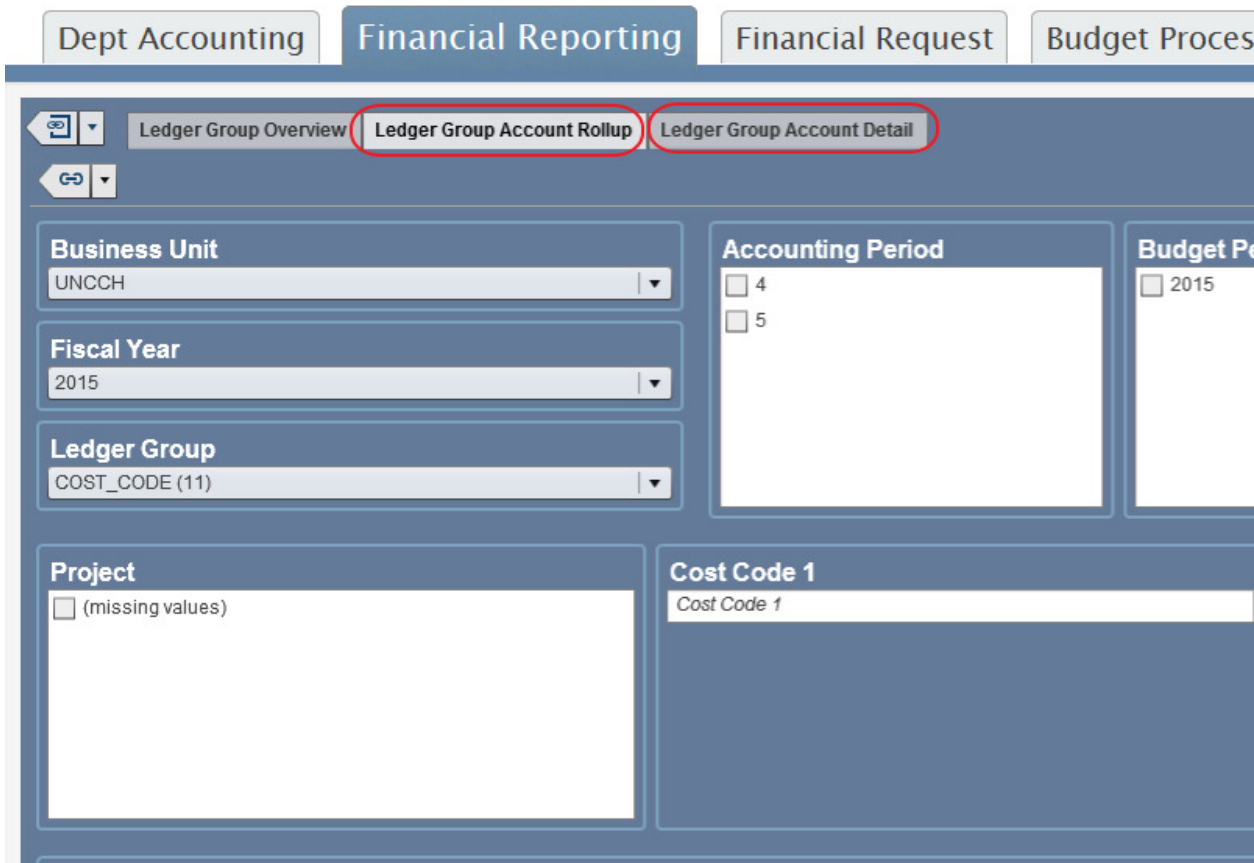 Dept Accounting
Financial Reporting
Financial Request
Budget Proces
Ledger Group Overview
Ledger Group Account Rollup
Ledger Group Account Detail
Business Unit
UNCCH
Fiscal Year
2015
Ledger Group
COST_CODE (11)
Accounting Period
4
5
Budget Pe
2015
Project
(missing values)
Cost Code 1
Cost Code 1